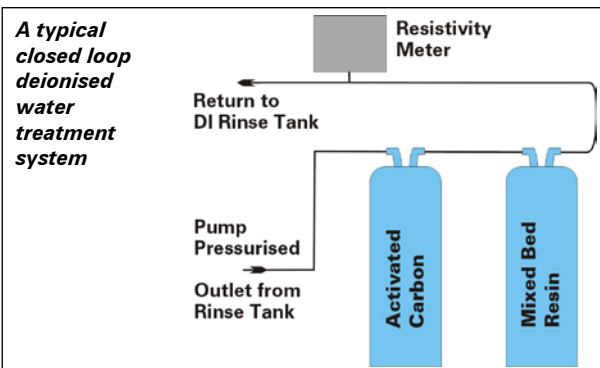 A typical
closed loop
deionised
water
treatment
system
Resistivity
Meter
Return to
DI Rinse Tank
Pump
Pressurised
Outlet from
Rinse Tank
Activated
Carbon
Mixed Bed
Resin